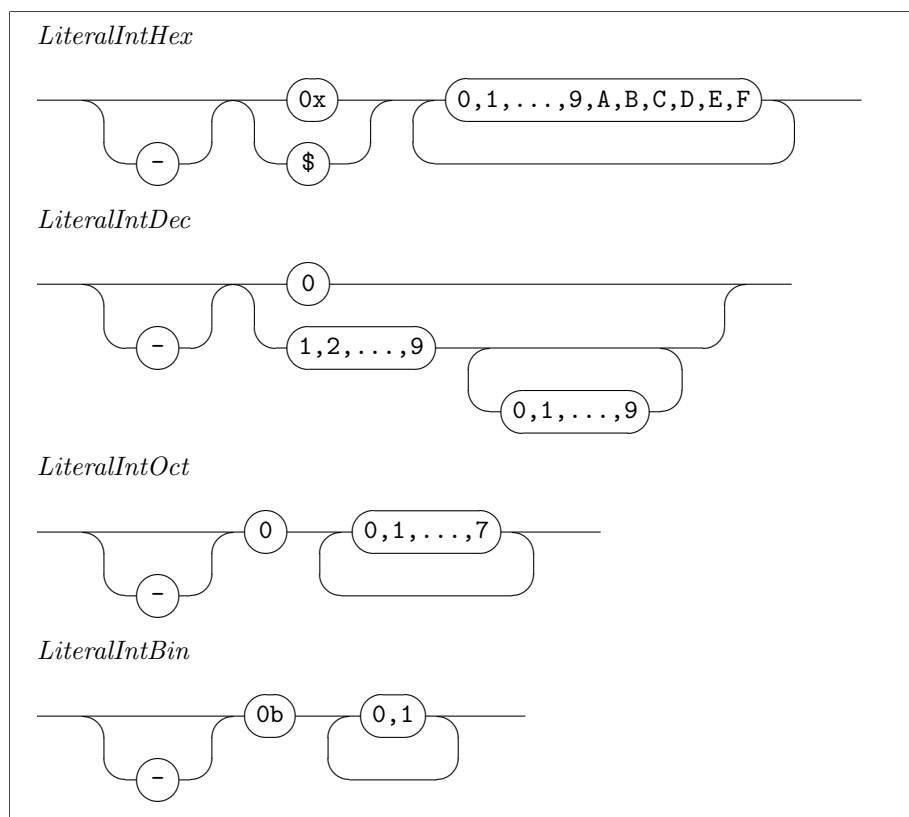 LiteralIntHex
0x 0,1,...,9,A,B,C,D,E,F
- $
LiteralIntDec
0
- 1,2,...,9
0,1,...,9
LiteralIntOct
0 0,1,...,7
-
LiteralIntBin
0b 0,1
-